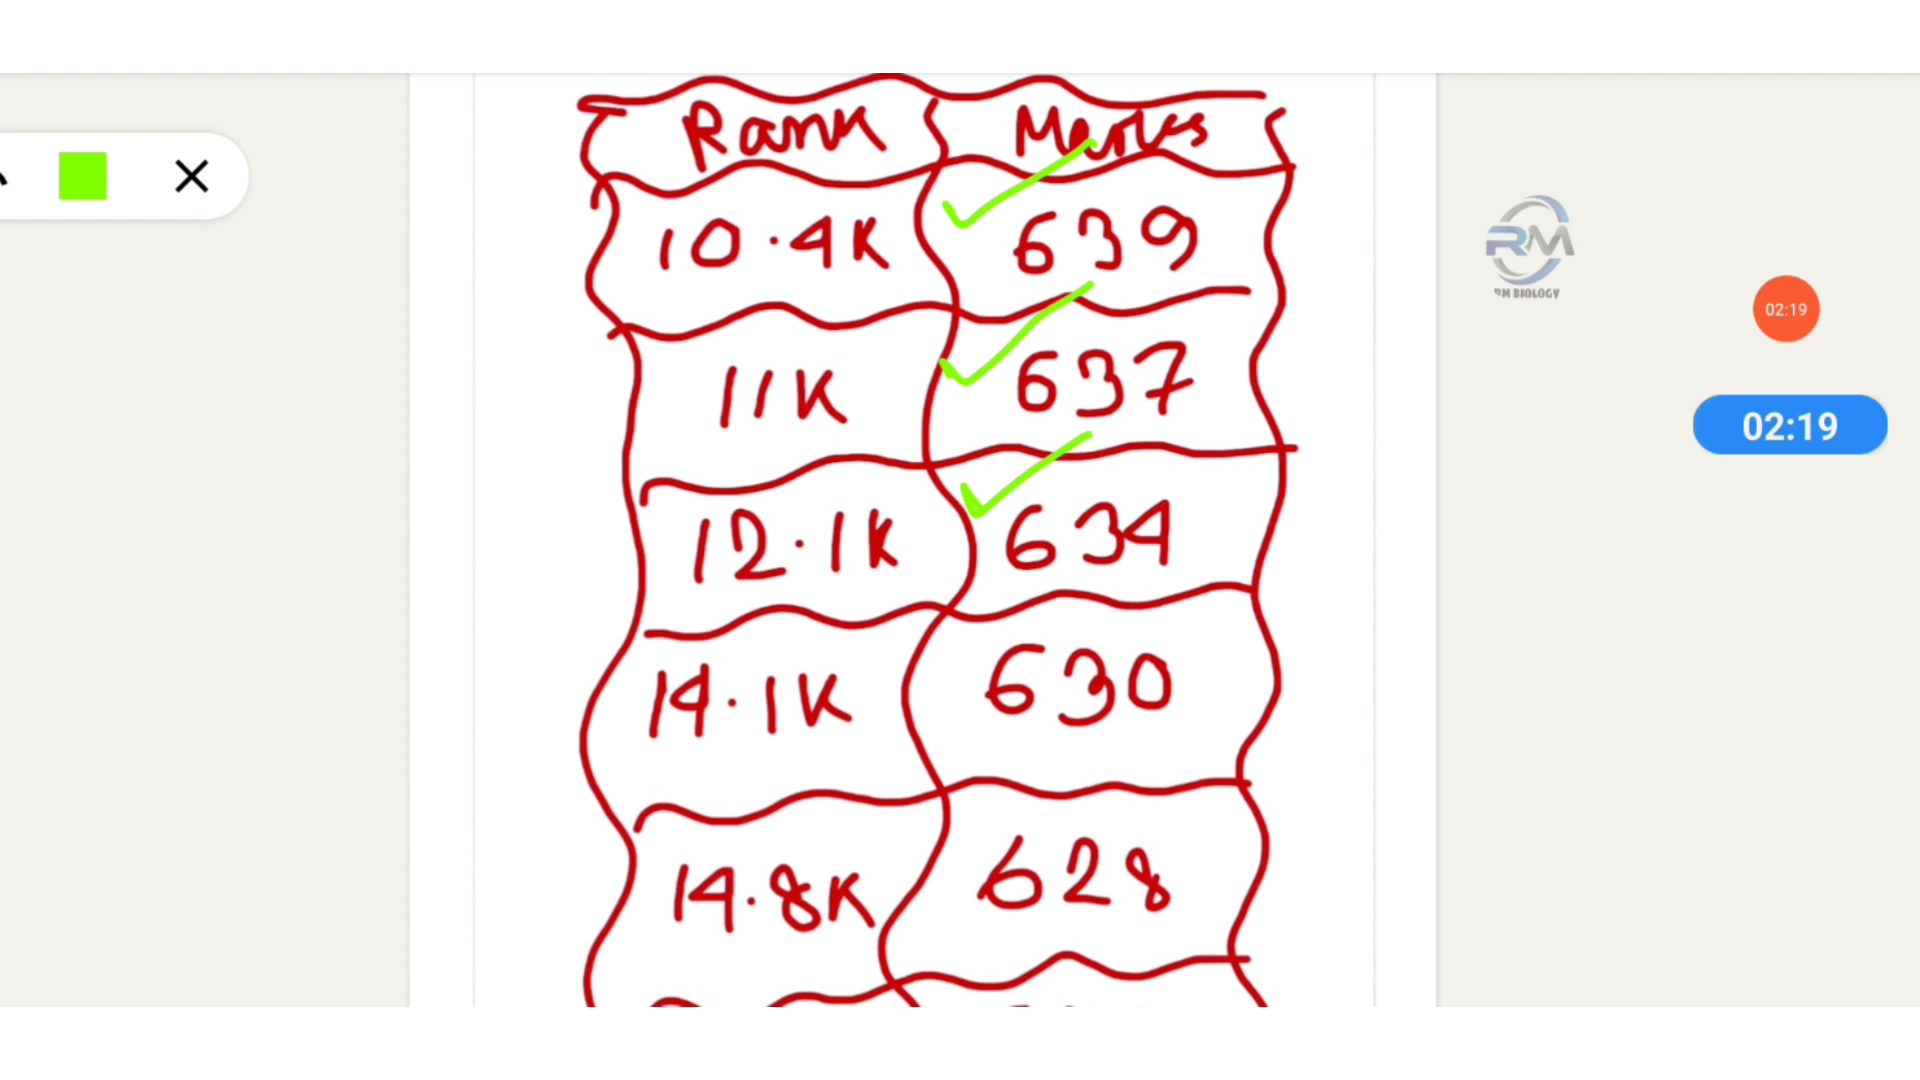 Rank Marks
10.4K 639
11K 637
12.1K 634
14.1K 630
14.8K 628
RM
RM BIOLOGY
02:19
02:19